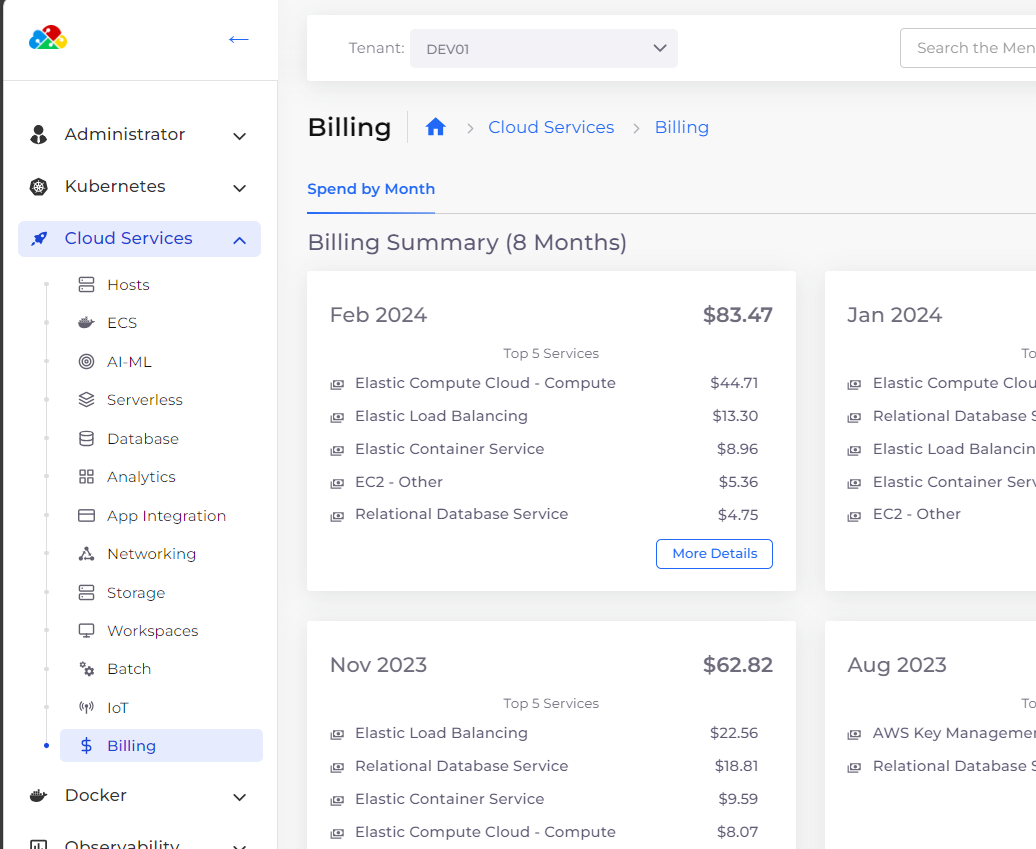 Tenant:
DEV01
Search the Men
Administrator
Kubernetes
Cloud Services
Hosts
ECS
AI-ML
Serverless
Database
Analytics
App Integration
Networking
Storage
Workspaces
Batch
IoT
Billing
Docker
Observability
Billing
Cloud Services
Billing
Spend by Month
Billing Summary (8 Months)
Feb 2024 $83.47
Top 5 Services
Elastic Compute Cloud - Compute $44.71
Elastic Load Balancing $13.30
Elastic Container Service $8.96
EC2 - Other $5.36
Relational Database Service $4.75
More Details
Jan 2024
To
Elastic Compute Clou
Relational Database S
Elastic Load Balancin
Elastic Container Serv
EC2 - Other
Nov 2023 $62.82
Top 5 Services
Elastic Load Balancing $22.56
Relational Database Service $18.81
Elastic Container Service $9.59
Elastic Compute Cloud - Compute $8.07
Aug 2023
To
AWS Key Managemen
Relational Database S